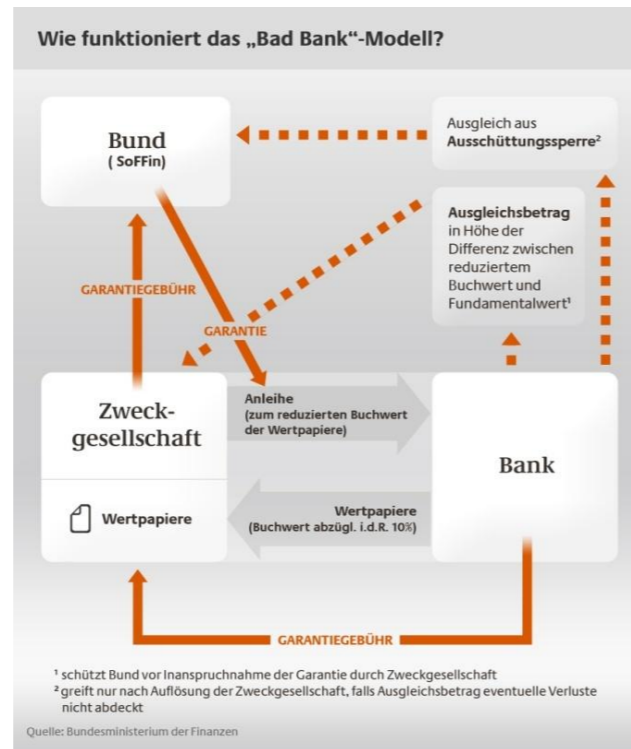 Wie funktioniert das „Bad Bank“-Modell?
Bund
( SoFFin)
Ausgleich aus
Ausschüttungssperre²
Ausgleichsbetrag
in Höhe der
Differenz zwischen
reduziertem
Buchwert und
Fundamentalwert¹
GARANTIEGEBÜHR
GARANTIE
Zweck-
gesellschaft
Anleihe
(zum reduzierten Buchwert
der Wertpapiere)
Bank
Wertpapiere
Wertpapiere
(Buchwert abzügl. i.d.R. 10%)
GARANTIEGEBÜHR
¹ schützt Bund vor Inanspruchnahme der Garantie durch Zweckgesellschaft
² greift nur nach Auflösung der Zweckgesellschaft, falls Ausgleichsbetrag eventuelle Verluste
nicht abdeckt
Quelle: Bundesministerium der Finanzen